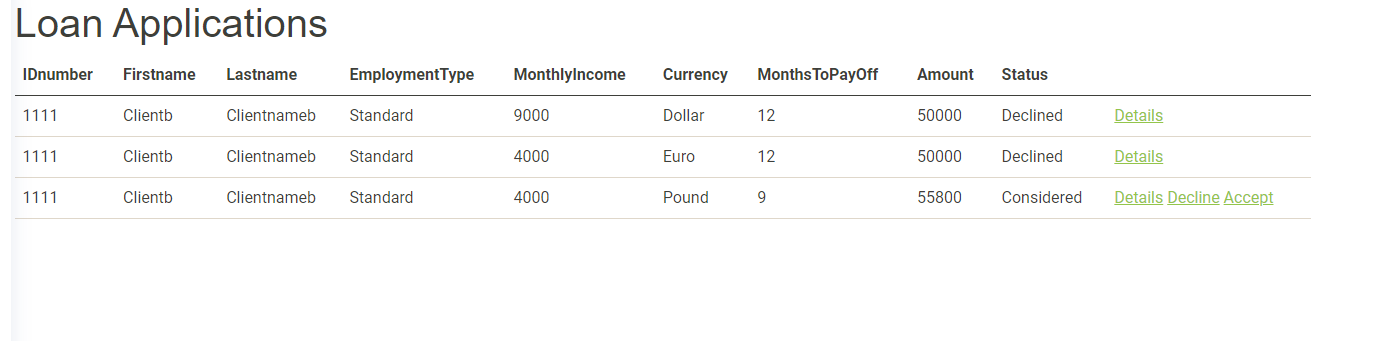 Loan Applications
IDnumber Firstname Lastname EmploymentType MonthlyIncome Currency MonthsToPayOff Amount Status
1111 Clientb Clientnameb Standard 9000 Dollar 12 50000 Declined Details
1111 Clientb Clientnameb Standard 4000 Euro 12 50000 Declined Details
1111 Clientb Clientnameb Standard 4000 Pound 9 55800 Considered Details Decline Accept